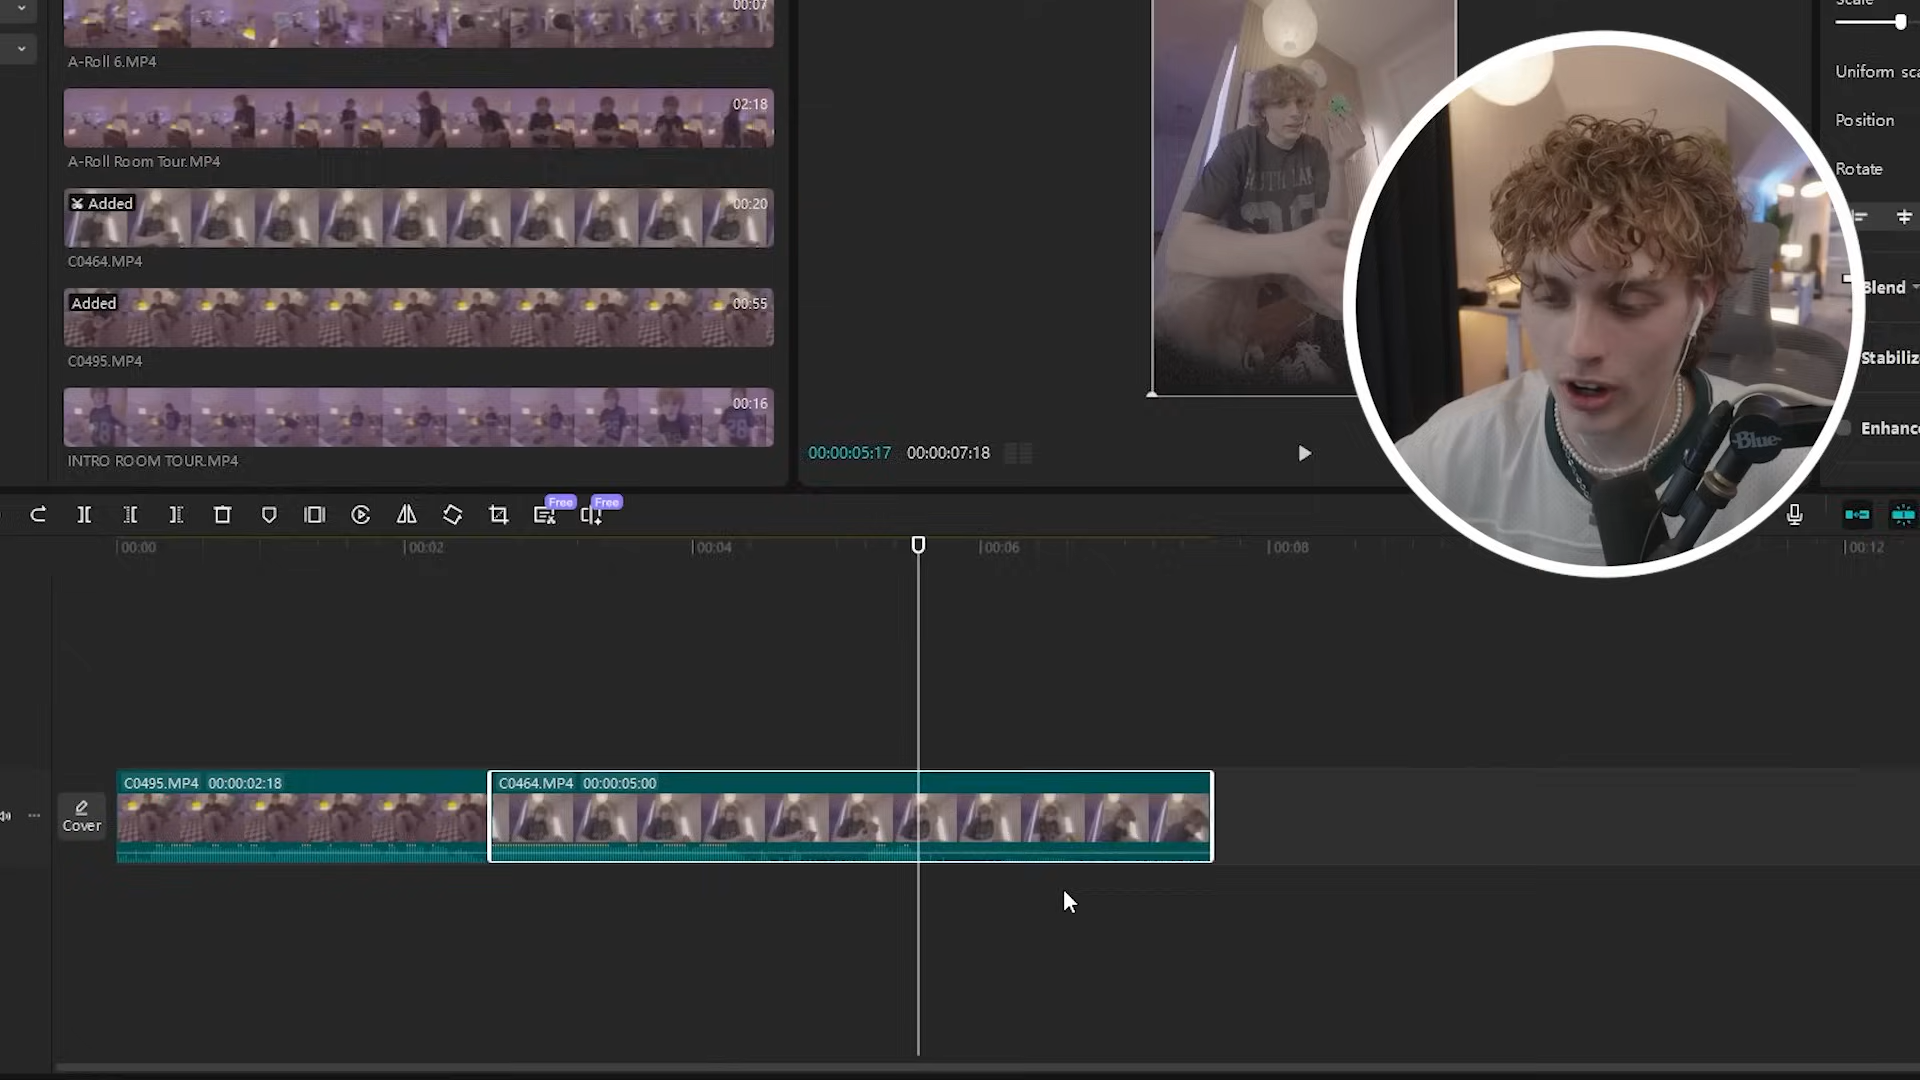 00:07
A-Roll 6.MP4
02:18
A-Roll Room Tour.MP4
Added
00:20
C0464.MP4
Added
00:55
C0495.MP4
00:16
INTRO ROOM TOUR.MP4
00:00:05:17 00:00:07:18
Scale
Uniform sca
Position
Rotate
Blend
Stabiliz
Enhance
Blue
Free
Free
00:00
00:02
00:04
00:06
00:08
00:12
Cover
C0495.MP4 00:00:02:18
C0464.MP4 00:00:05:00